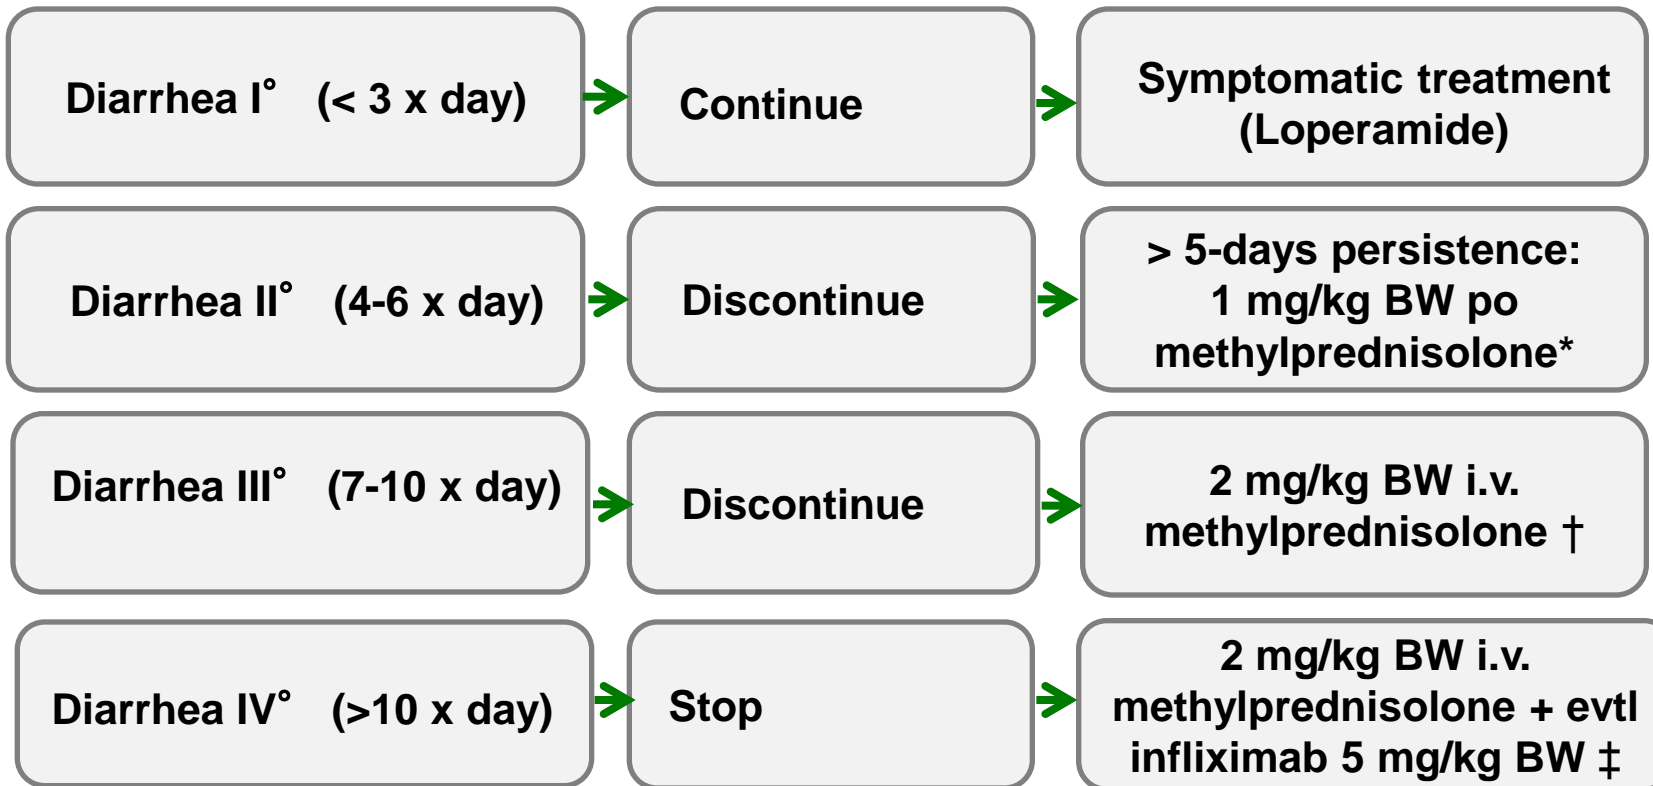 Diarrhea I° (< 3 x day)
Continue
Symptomatic treatment
(Loperamide)
Diarrhea II° (4-6 x day)
Discontinue
> 5-days persistence:
1 mg/kg BW po
methylprednisolone*
Diarrhea III° (7-10 x day)
Discontinue
2 mg/kg BW i.v.
methylprednisolone †
Diarrhea IV° (>10 x day)
Stop
2 mg/kg BW i.v.
methylprednisolone + evtl
infliximab 5 mg/kg BW ‡